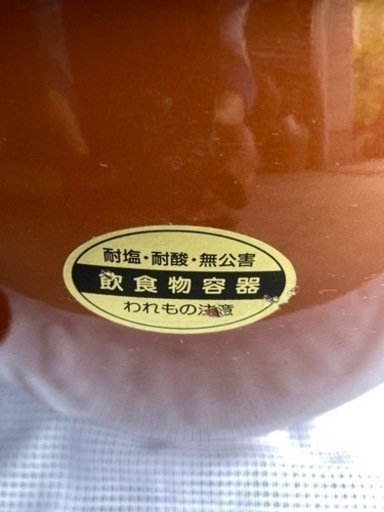 耐塩・耐酸・無公害
飲食物容器
われもの注意